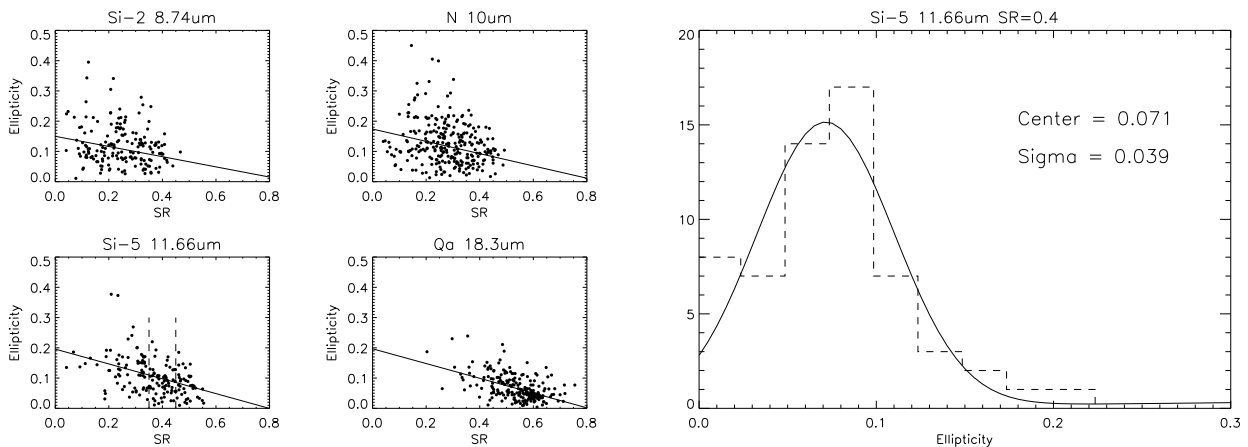 Si-2 8.74um
0.5
0.4
0.3
0.2
0.1
0.0
Ellipticity
0.0 0.2 0.4 0.6 0.8
SR
N 10um
0.5
0.4
0.3
0.2
0.1
0.0
Ellipticity
0.0 0.2 0.4 0.6 0.8
SR
Si-5 11.66um
0.5
0.4
0.3
0.2
0.1
0.0
Ellipticity
0.0 0.2 0.4 0.6 0.8
SR
Qa 18.3um
0.5
0.4
0.3
0.2
0.1
0.0
Ellipticity
0.0 0.2 0.4 0.6 0.8
SR
Si-5 11.66um SR=0.4
20
15
10
5
0
Center = 0.071
Sigma = 0.039
0.0 0.1 0.2 0.3
Ellipticity